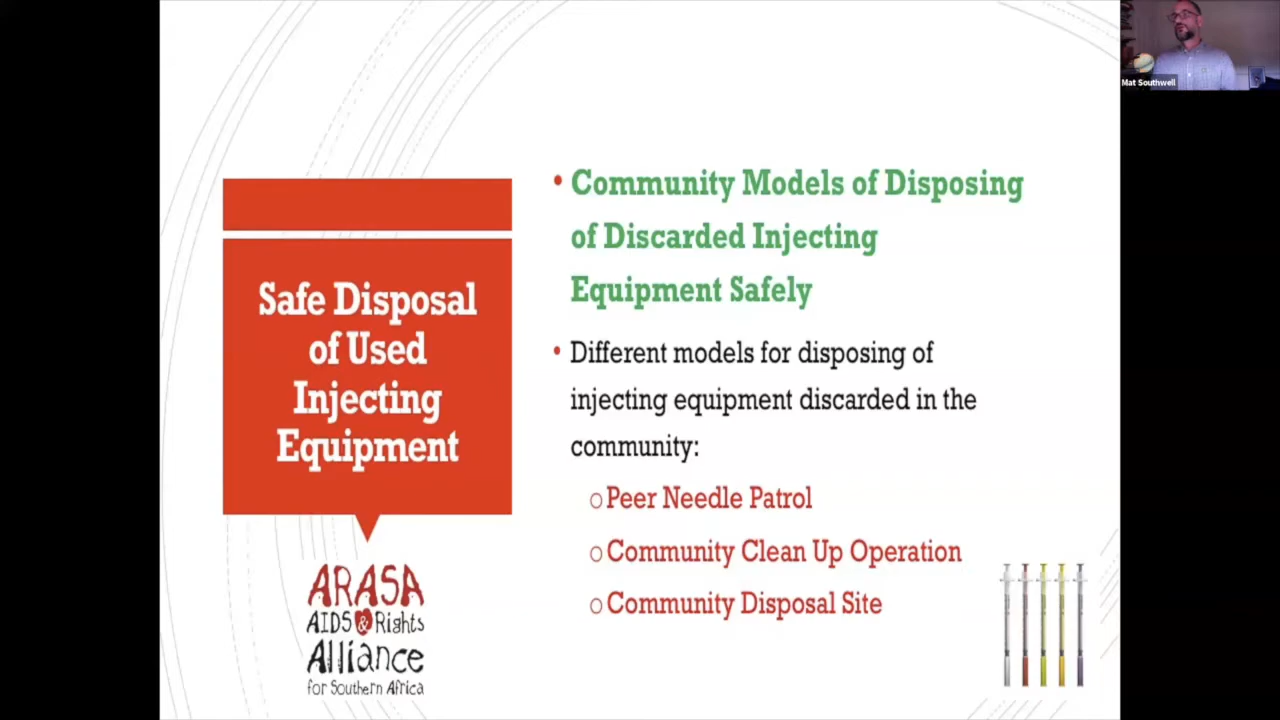 Mat Southwell
Safe Disposal
of Used
Injecting
Equipment
• Community Models of Disposing
of Discarded Injecting
Equipment Safely
• Different models for disposing of
injecting equipment discarded in the
community:
○Peer Needle Patrol
○Community Clean Up Operation
○Community Disposal Site
ARASA
AIDS & Rights
Alliance
for Southern Africa